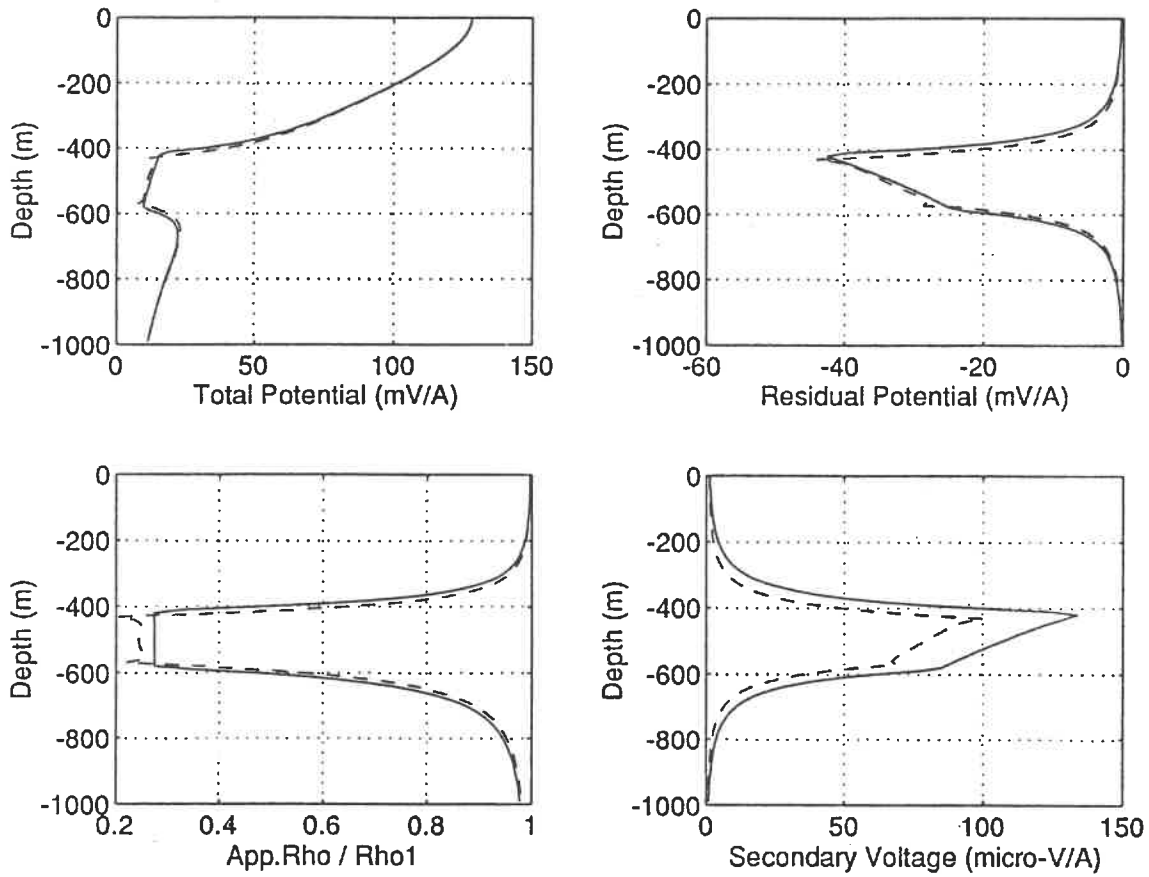 0
-200
-400
-600
-800
-1000
Depth (m)
0 50 100 150
Total Potential (mV/A)
0
-200
-400
-600
-800
-1000
Depth (m)
-60 -40 -20 0
Residual Potential (mV/A)
0
-200
-400
-600
-800
-1000
Depth (m)
0.2 0.4 0.6 0.8 1
App.Rho / Rho1
0
-200
-400
-600
-800
-1000
Depth (m)
0 50 100 150
Secondary Voltage (micro-V/A)